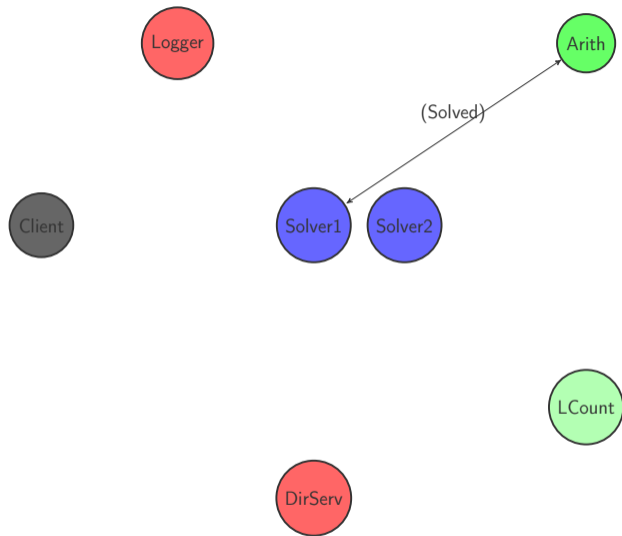 Logger
Arith
(Solved)
Client
Solver1
Solver2
LCount
DirServ